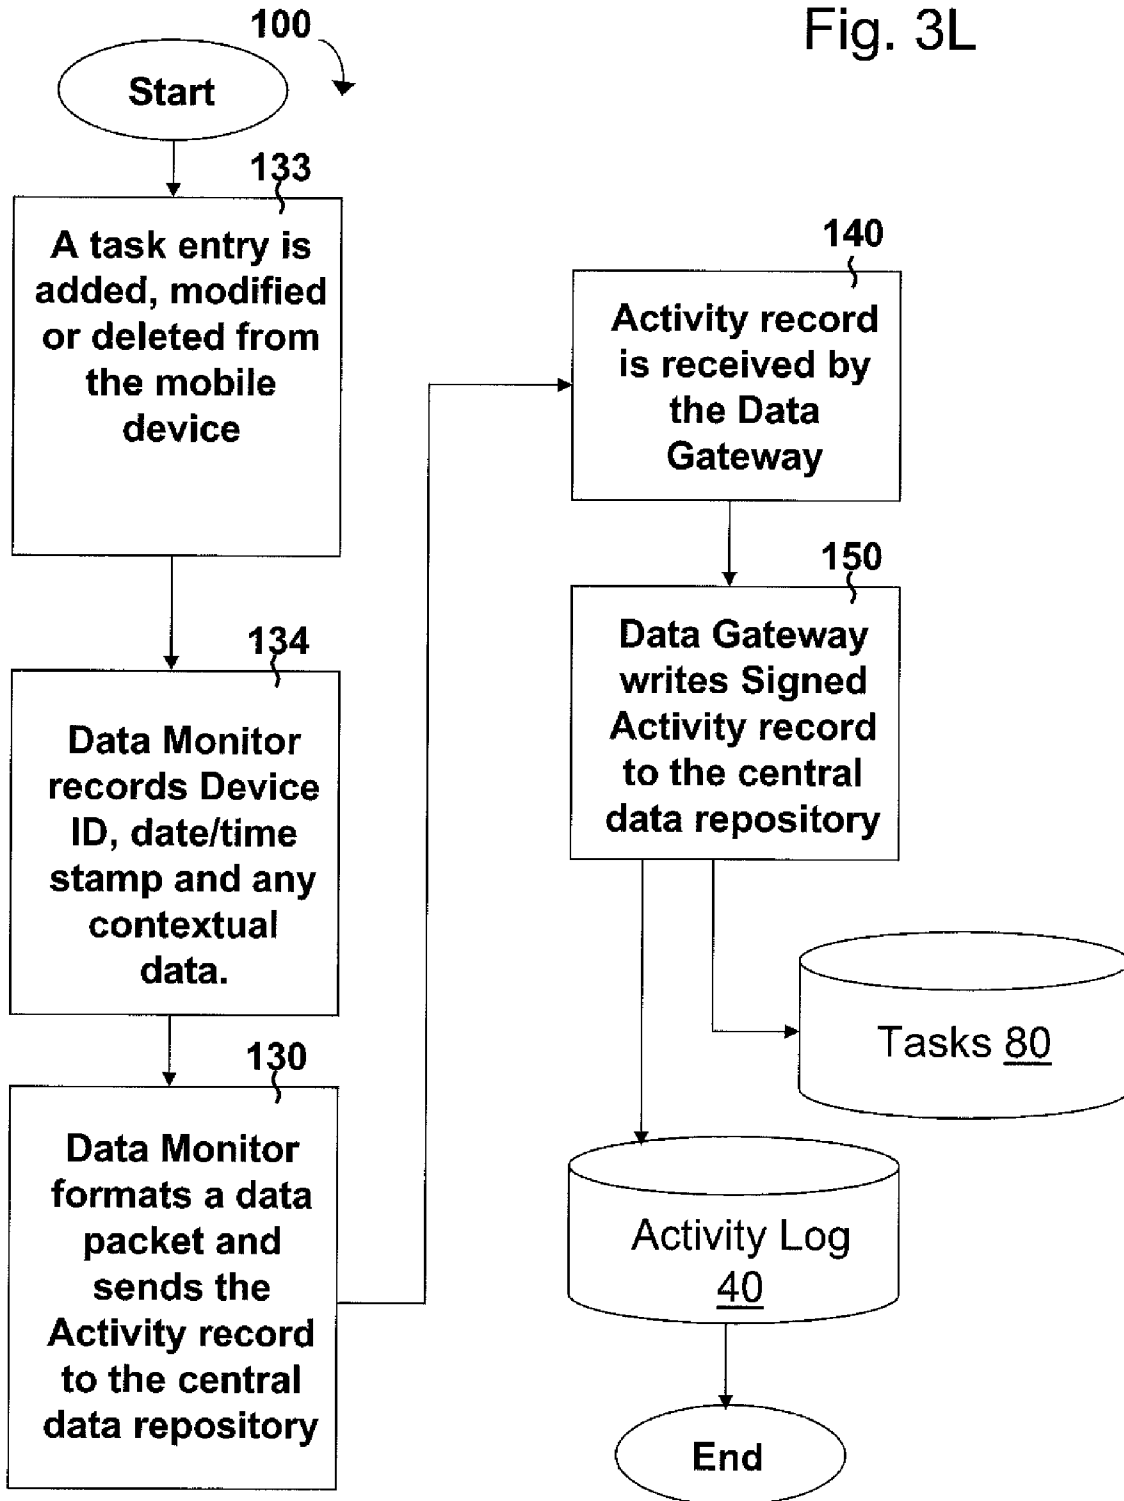 Fig. 3L
100
Start
133
A task entry is
added, modified
or deleted from
the mobile
device
134
Data Monitor
records Device
ID, date/time
stamp and any
contextual
data.
130
Data Monitor
formats a data
packet and
sends the
Activity record
to the central
data repository
140
Activity record
is received by
the Data
Gateway
150
Data Gateway
writes Signed
Activity record
to the central
data repository
Tasks 80
Activity Log
40
End